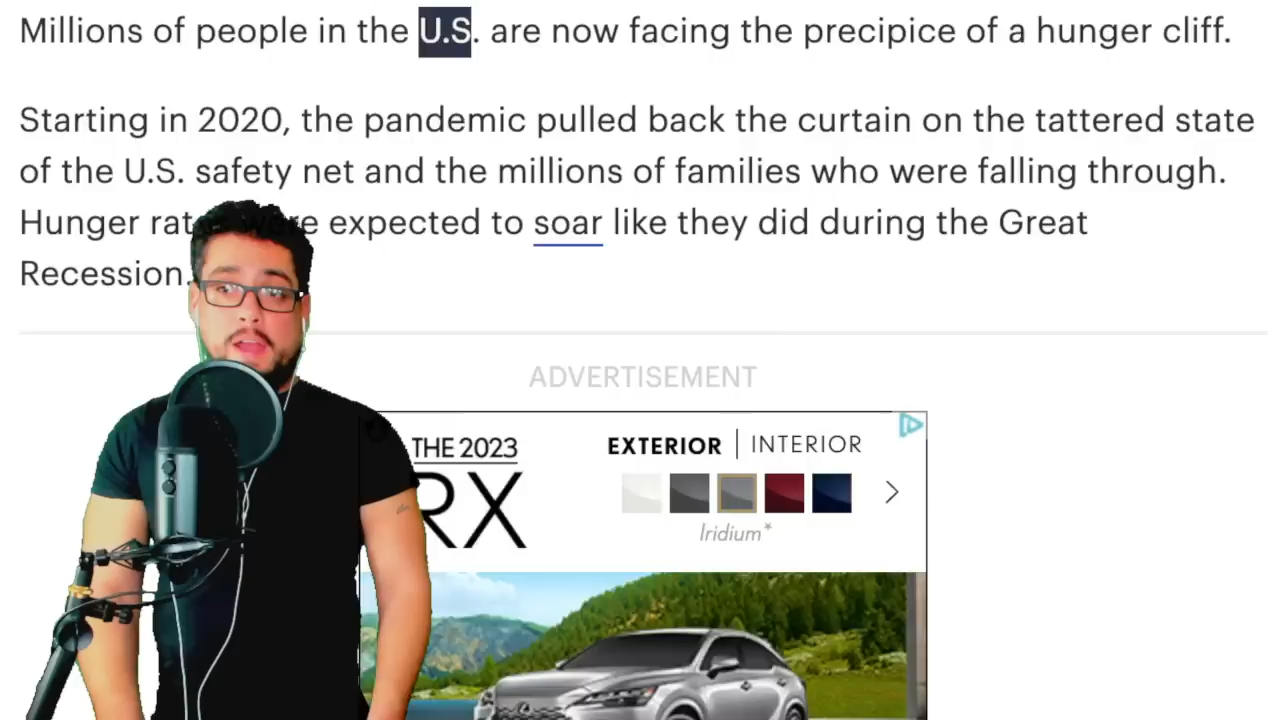 Millions of people in the U.S. are now facing the precipice of a hunger cliff.
Starting in 2020, the pandemic pulled back the curtain on the tattered state
of the U.S. safety net and the millions of families who were falling through.
Hunger rates were expected to soar like they did during the Great
Recession.
ADVERTISEMENT
THE 2023
RX
EXTERIOR | INTERIOR
Iridium*